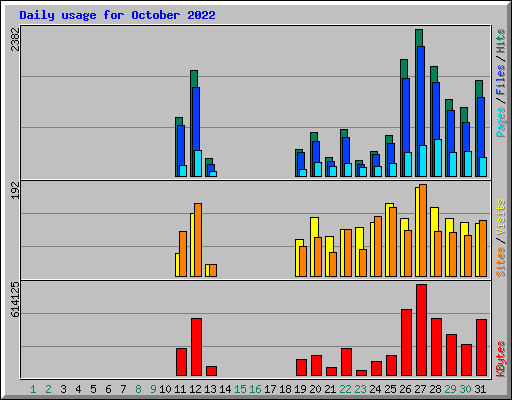 Daily usage for October 2022
2382
Pages / Files / Hits
192
Sites / Visits
614125
KBytes
1 2 3 4 5 6 7 8 9 10 11 12 13 14 15 16 17 18 19 20 21 22 23 24 25 26 27 28 29 30 31